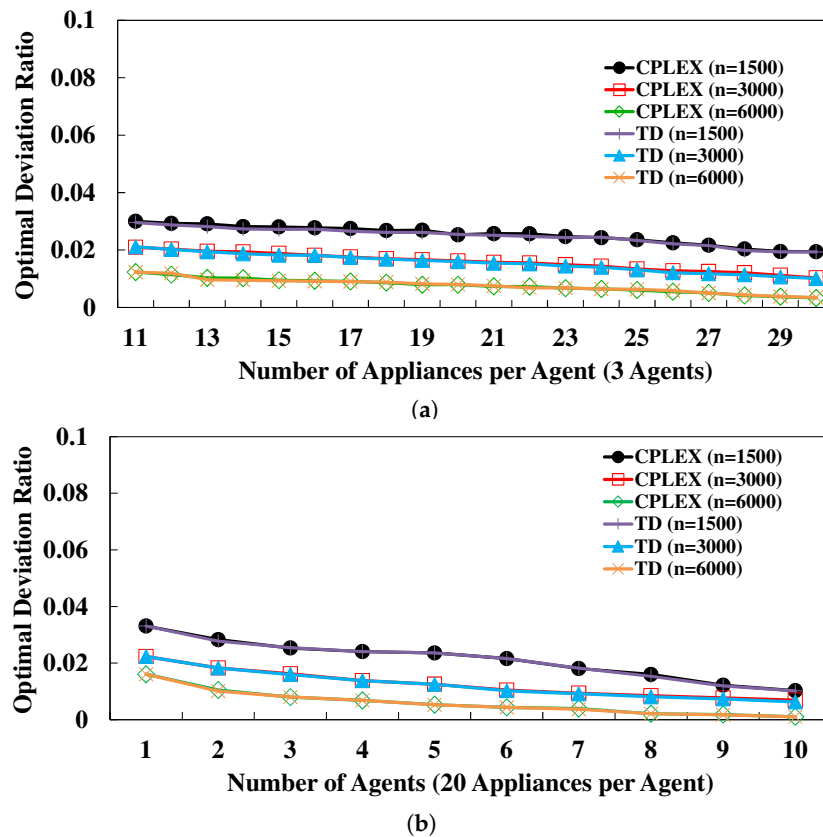 0.1
0.08
0.06
0.04
0.02
0
Optimal Deviation Ratio
CPLEX (n=1500)
CPLEX (n=3000)
CPLEX (n=6000)
TD (n=1500)
TD (n=3000)
TD (n=6000)
11 13 15 17 19 21 23 25 27 29
Number of Appliances per Agent (3 Agents)
(a)
0.1
0.08
0.06
0.04
0.02
0
Optimal Deviation Ratio
CPLEX (n=1500)
CPLEX (n=3000)
CPLEX (n=6000)
TD (n=1500)
TD (n=3000)
TD (n=6000)
1 2 3 4 5 6 7 8 9 10
Number of Agents (20 Appliances per Agent)
(b)